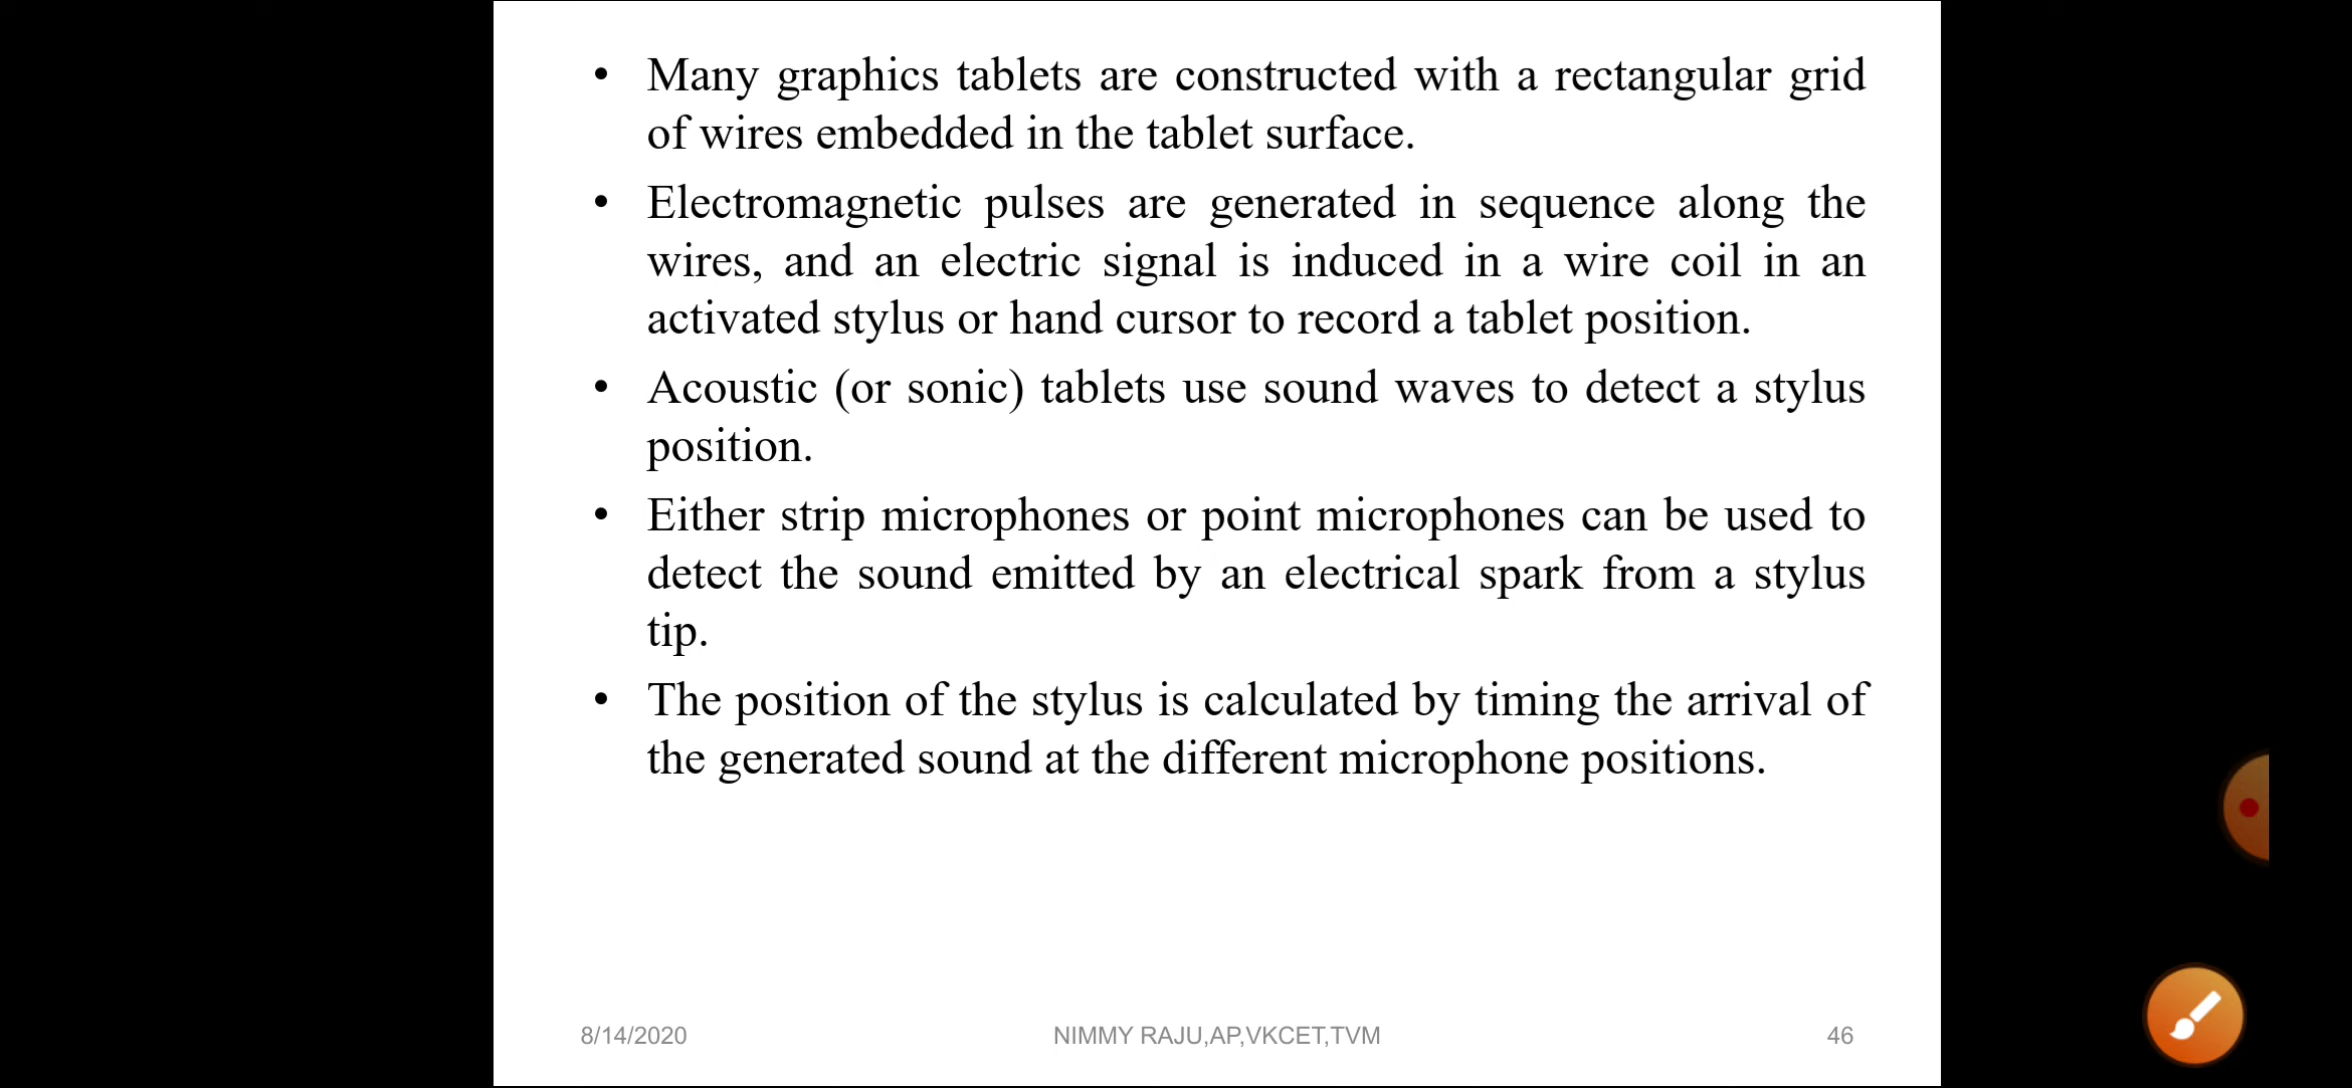 • Many graphics tablets are constructed with a rectangular grid
of wires embedded in the tablet surface.
• Electromagnetic pulses are generated in sequence along the
wires, and an electric signal is induced in a wire coil in an
activated stylus or hand cursor to record a tablet position.
• Acoustic (or sonic) tablets use sound waves to detect a stylus
position.
• Either strip microphones or point microphones can be used to
detect the sound emitted by an electrical spark from a stylus
tip.
• The position of the stylus is calculated by timing the arrival of
the generated sound at the different microphone positions.
8/14/2020
NIMMY RAJU,AP,VKCET,TVM
46